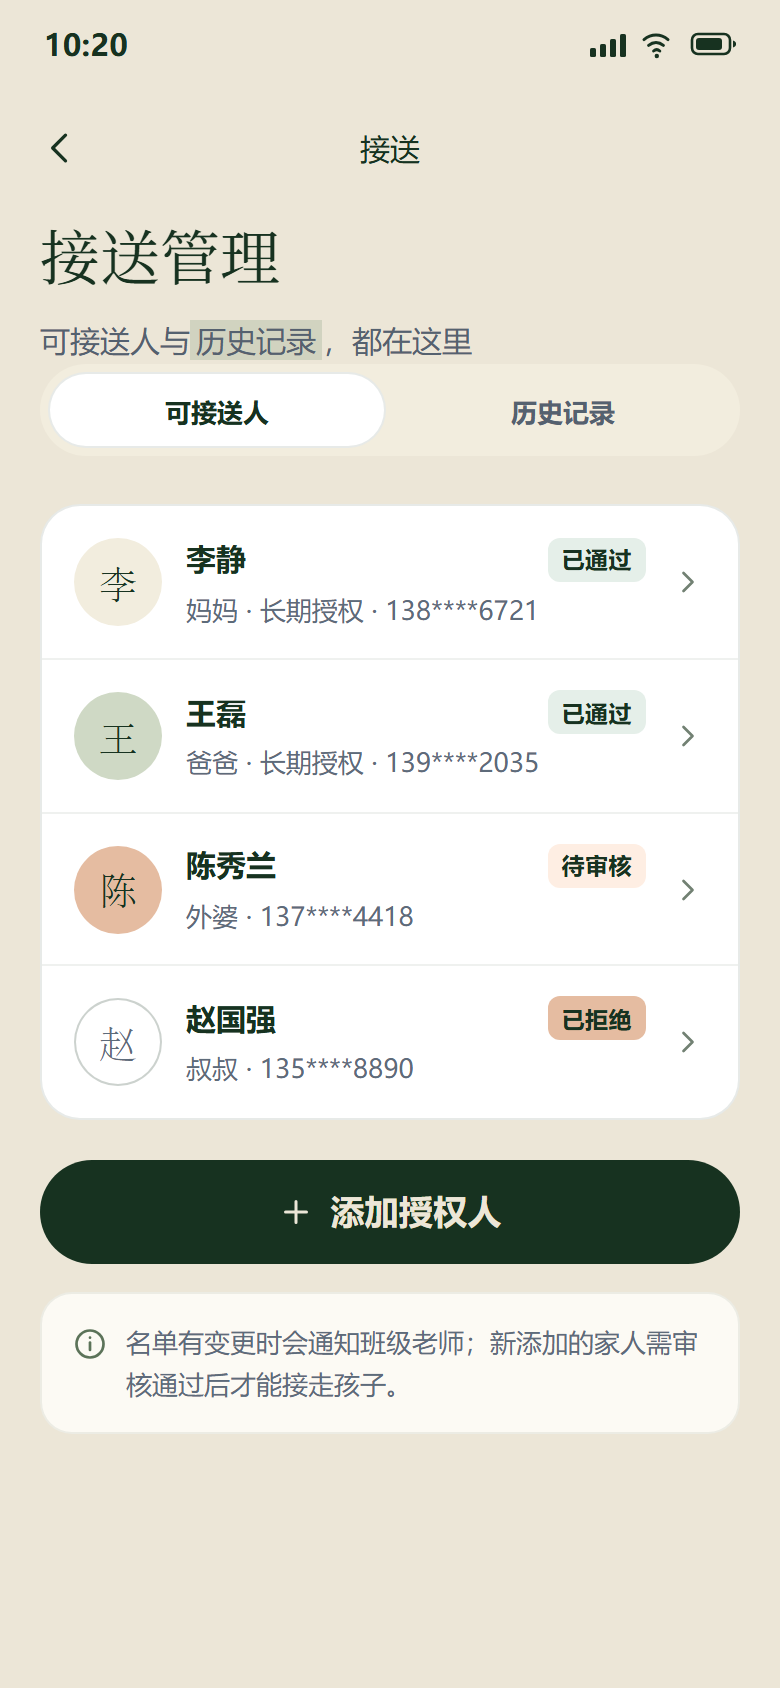 10:20
接送
接送管理
可接送人与历史记录，都在这里
可接送人
历史记录
李
李静
已通过
妈妈 · 长期授权 · 138****6721
王
王磊
已通过
爸爸 · 长期授权 · 139****2035
陈
陈秀兰
待审核
外婆 · 137****4418
赵
赵国强
已拒绝
叔叔 · 135****8890
+ 添加授权人
名单有变更时会通知班级老师；新添加的家人需审
核通过后才能接走孩子。